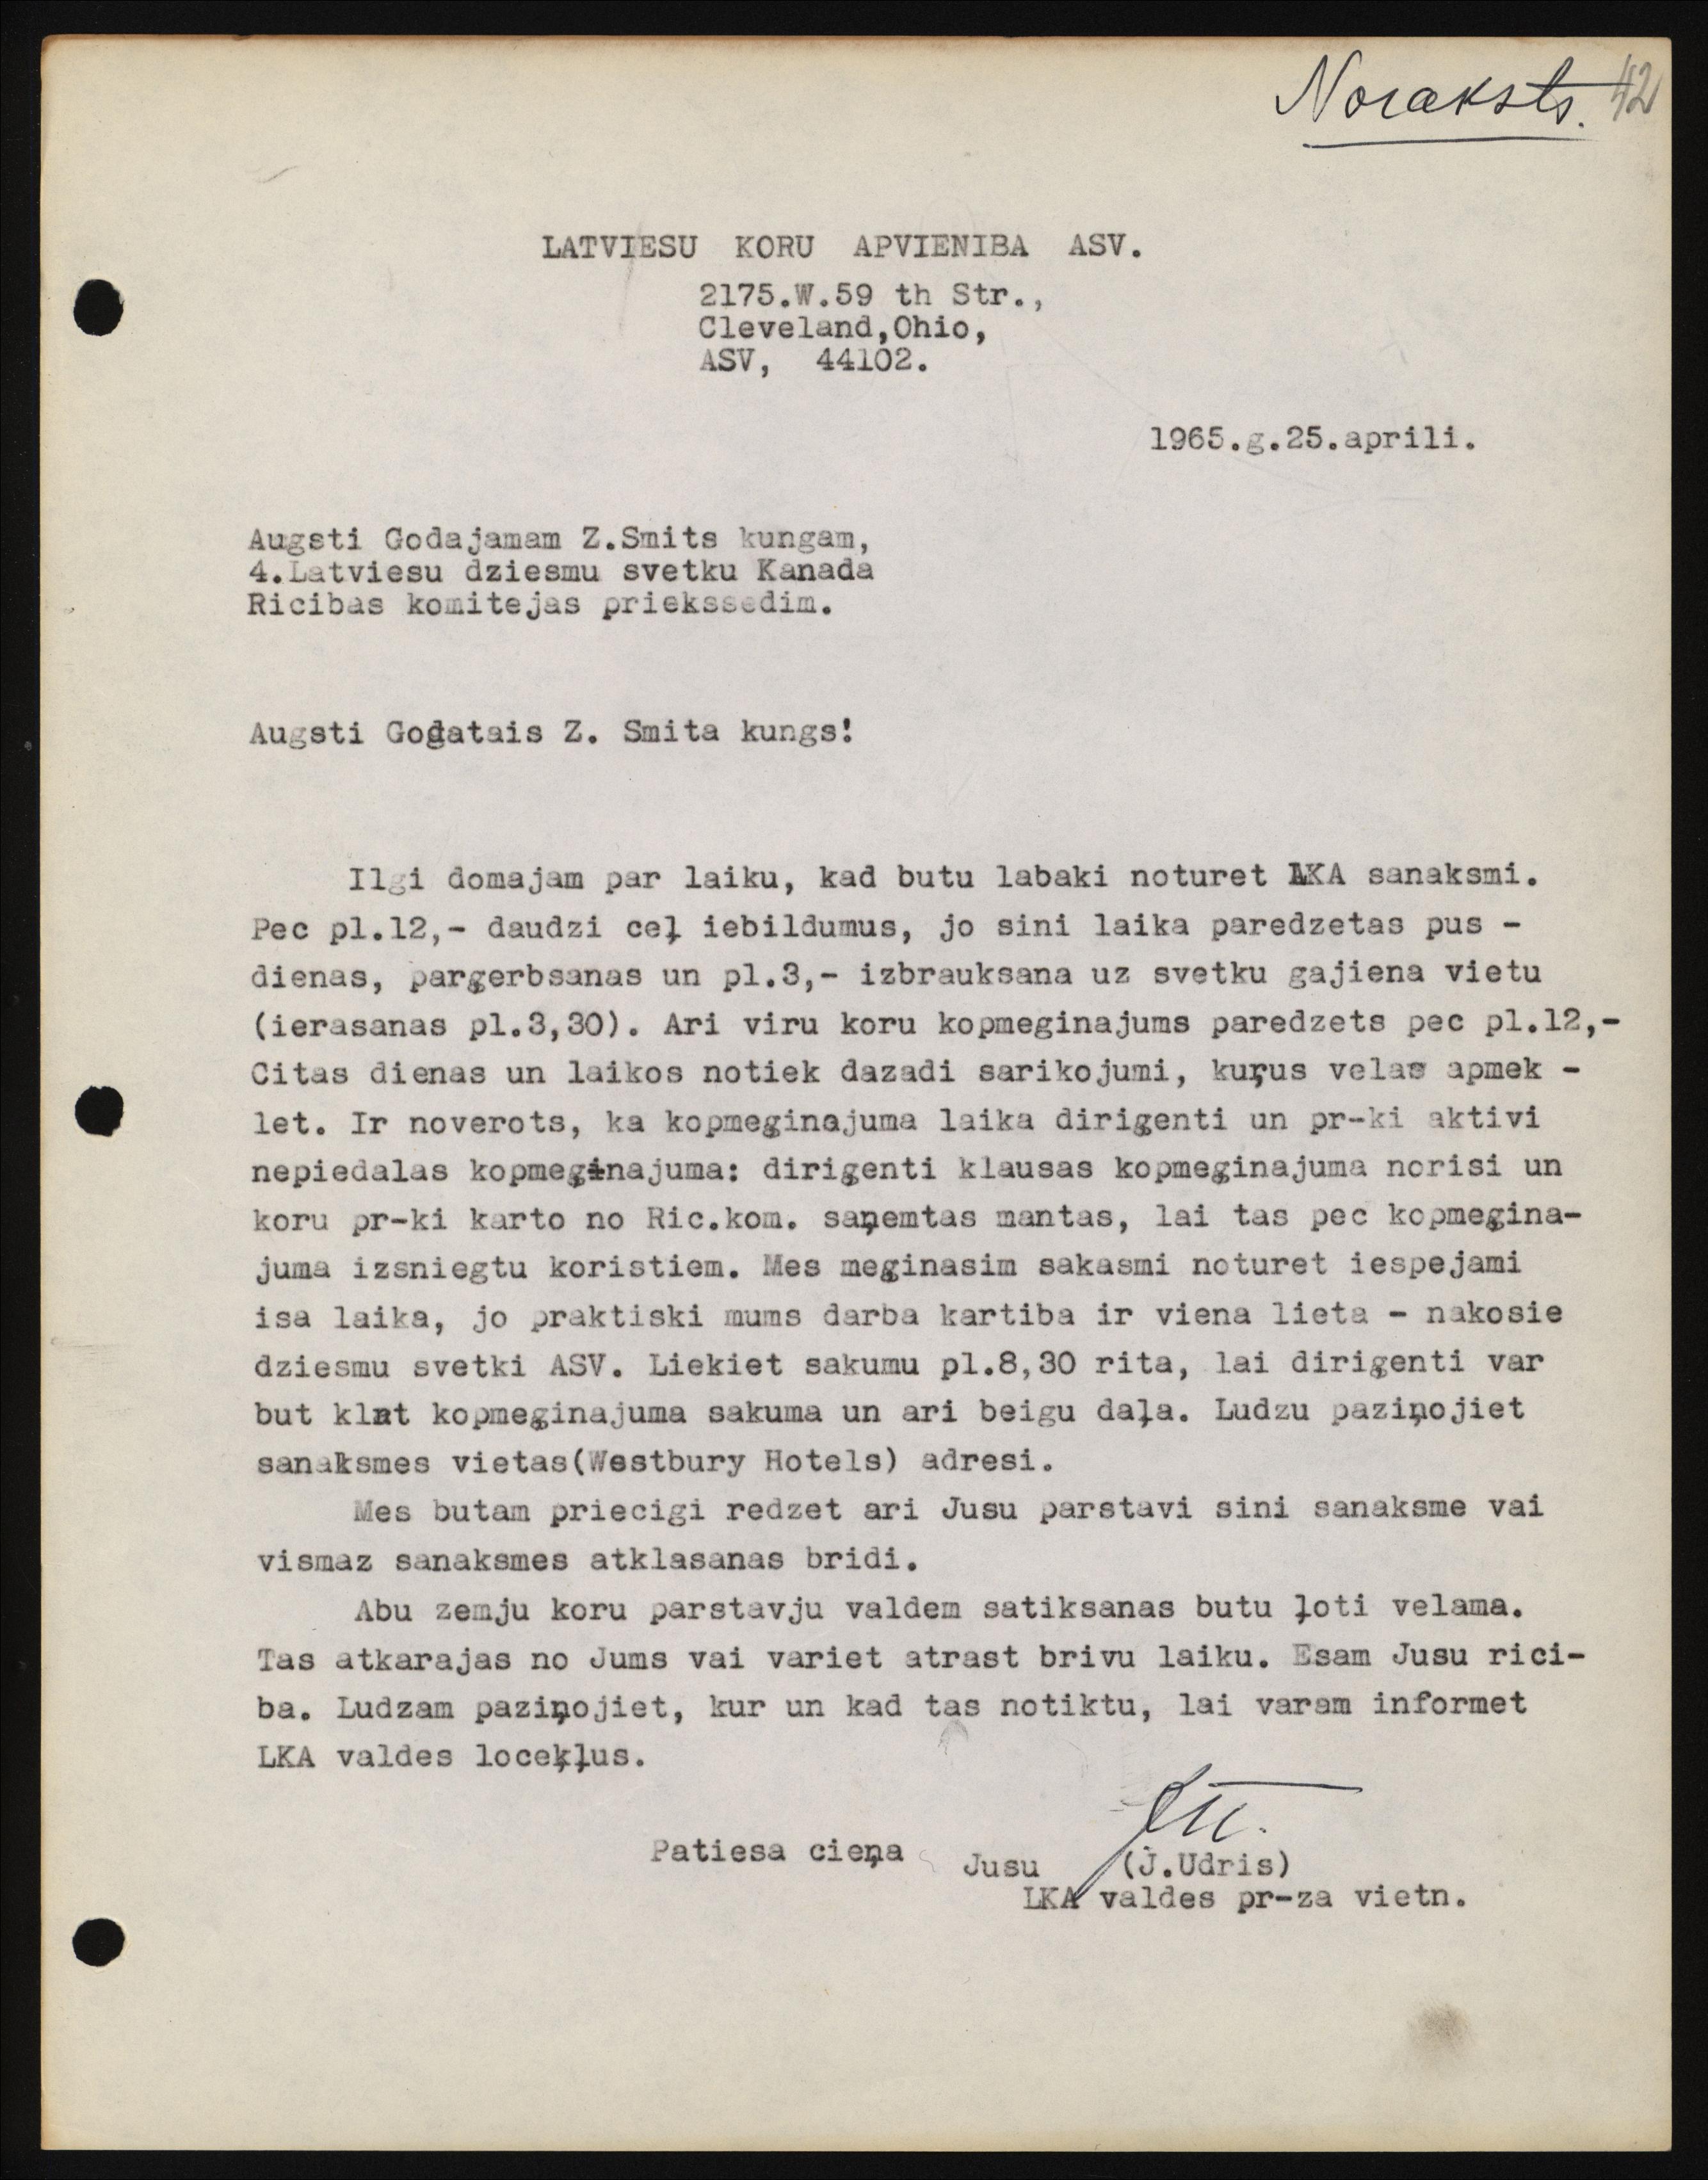 Noraksts. 42
LATVIESU KORU APVIENIBA ASV.
2175.W.59 th Str.,
Cleveland,Ohio,
ASV, 44102.
1965.g.25.aprili.
Augsti Godajamam Z.Smits kungam,
4.Latviesu dziesmu svetku Kanada
Ricibas komitejas priekssedim.
Augsti Godatais Z. Smita kungs!
Ilgi domajam par laiku, kad butu labaki noturet LKA sanaksmi.
Pec pl.12,- daudzi ceļ iebildumus, jo sini laika paredzetas pus -
dienas, pargerbsanas un pl.3,- izbrauksana uz svetku gajiena vietu
(ierasanas pl.3,30). Ari viru koru kopmeginajums paredzets pec pl.12,-
Citas dienas un laikos notiek dazadi sarikojumi, kuŗus velas apmek -
let. Ir noverots, ka kopmeginajuma laika dirigenti un pr-ki aktivi
nepiedalas kopmeginajuma: dirigenti klausas kopmeginajuma norisi un
koru pr-ki karto no Ric.kom. saņemtas mantas, lai tas pec kopmegina-
juma izsniegtu koristiem. Mes meginasim sakasmi noturet iespejami
isa laika, jo praktiski mums darba kartiba ir viena lieta - nakosie
dziesmu svetki ASV. Liekiet sakumu pl.8,30 rita, lai dirigenti var
but klat kopmeginajuma sakuma un ari beigu daļa. Ludzu paziņojiet
sanaksmes vietas(Westbury Hotels) adresi.
Mes butam priecigi redzet ari Jusu parstavi sini sanaksme vai
vismaz sanaksmes atklasanas bridi.
Abu zemju koru parstavju valdem satiksanas butu ļoti velama.
Tas atkarajas no Jums vai variet atrast brivu laiku. Esam Jusu rici-
ba. Ludzam paziņojiet, kur un kad tas notiktu, lai varam informet
LKA valdes locekļus.
Patiesa cieņa
Jusu (J.Udris)
LKA valdes pr-za vietn.